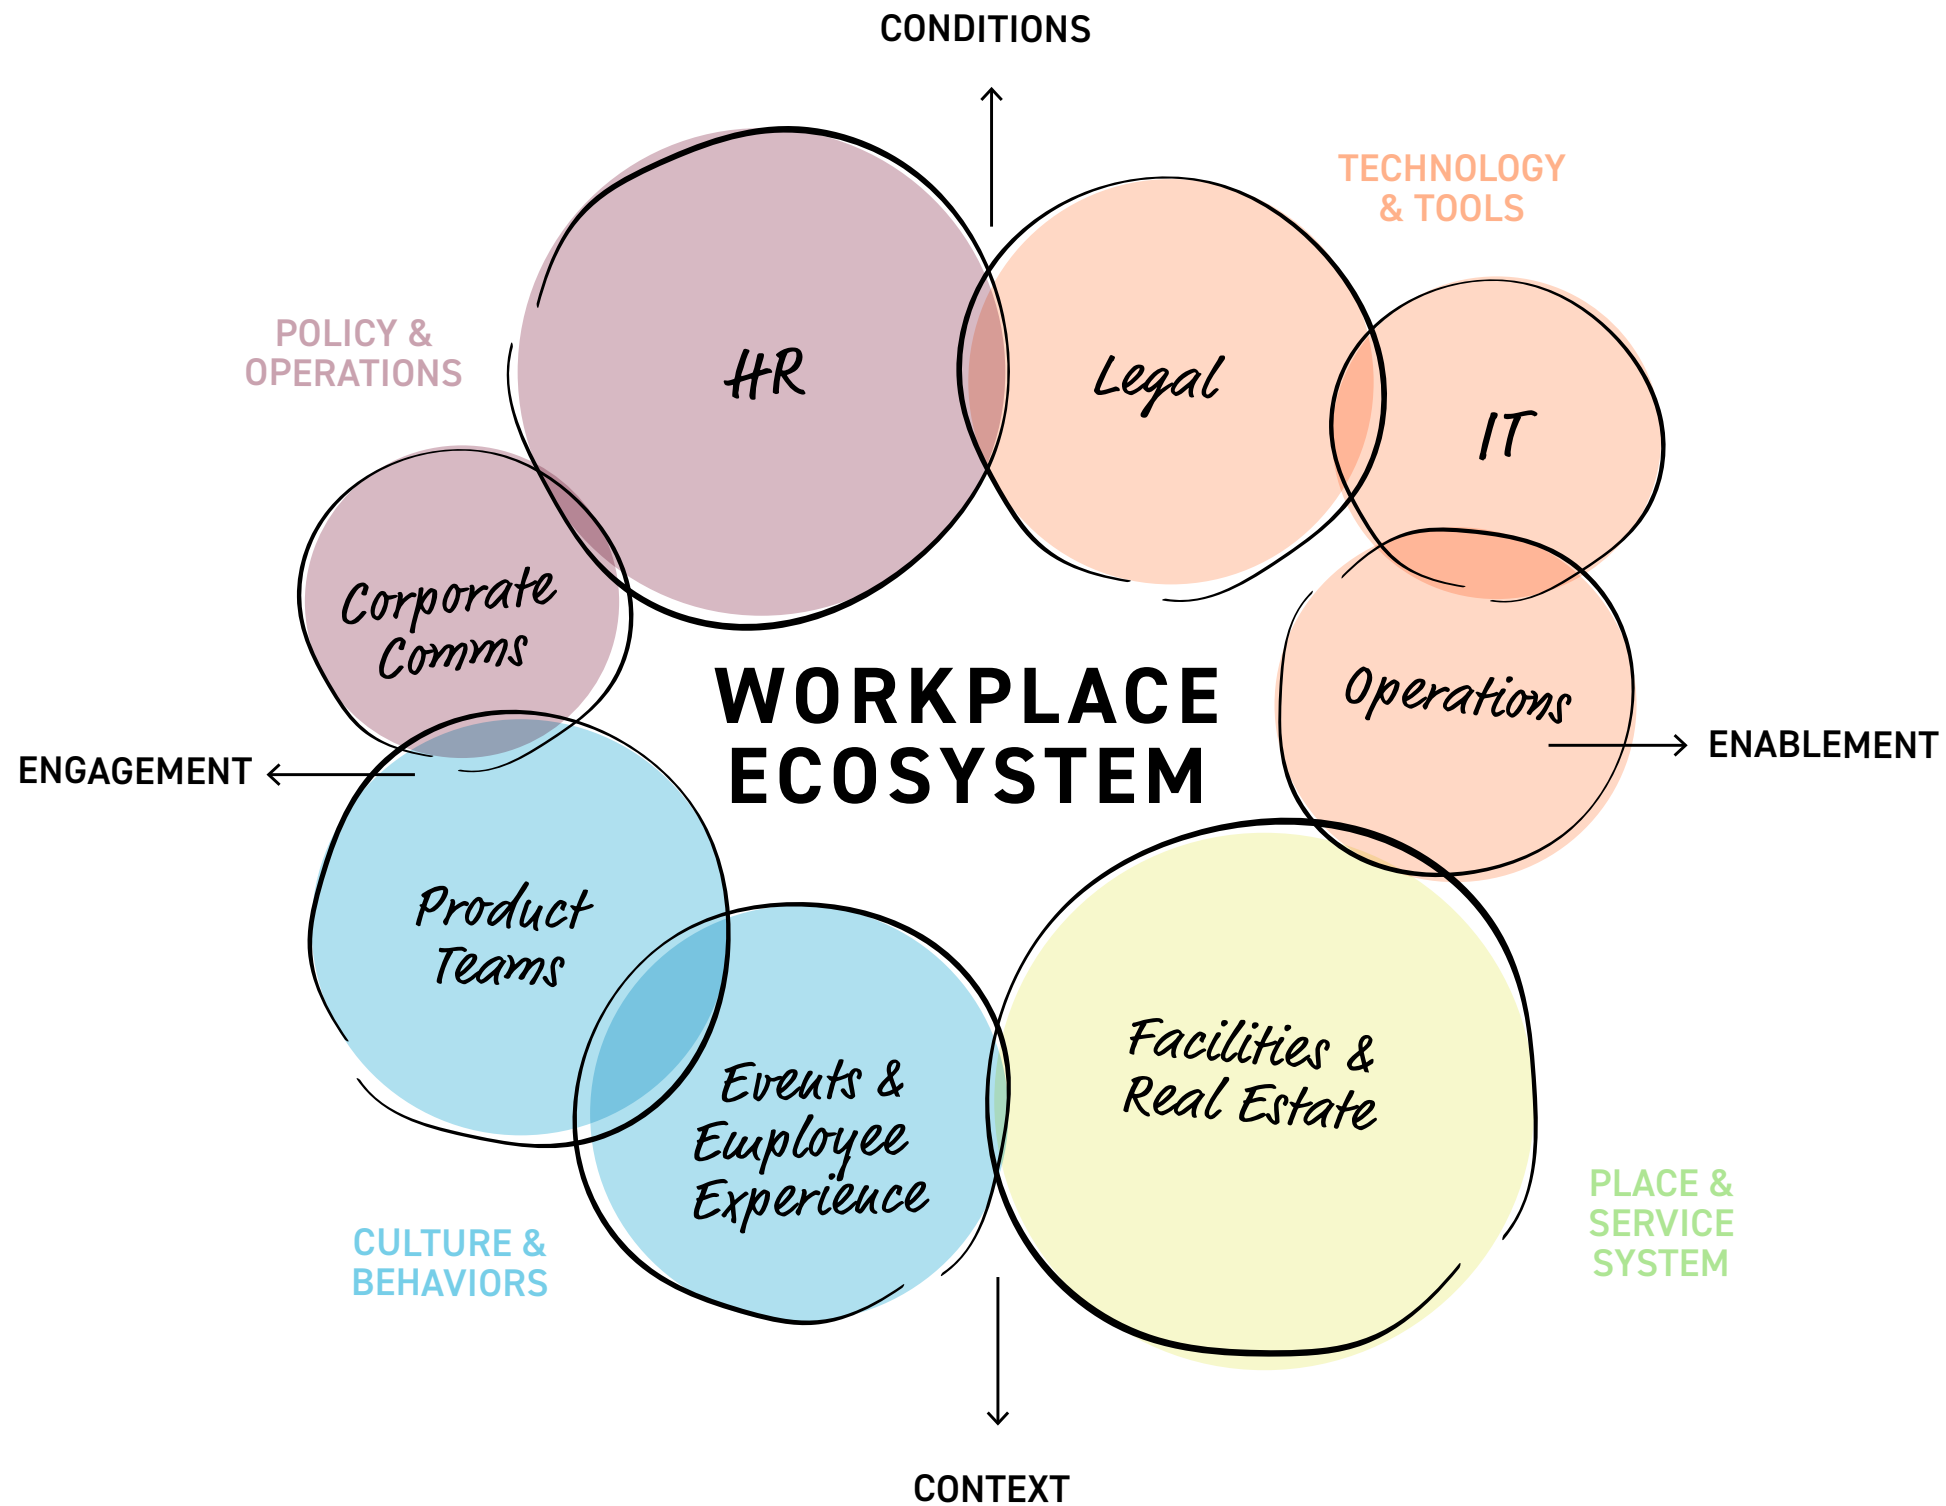 CONDITIONS
TECHNOLOGY
& TOOLS
POLICY &
OPERATIONS
HR
Legal
IT
Corporate
Comms
WORKPLACE
ECOSYSTEM
Operations
ENGAGEMENT
ENABLEMENT
Product
Teams
Events &
Employee
Experience
Facilities &
Real Estate
CULTURE &
BEHAVIORS
PLACE &
SERVICE
SYSTEM
CONTEXT